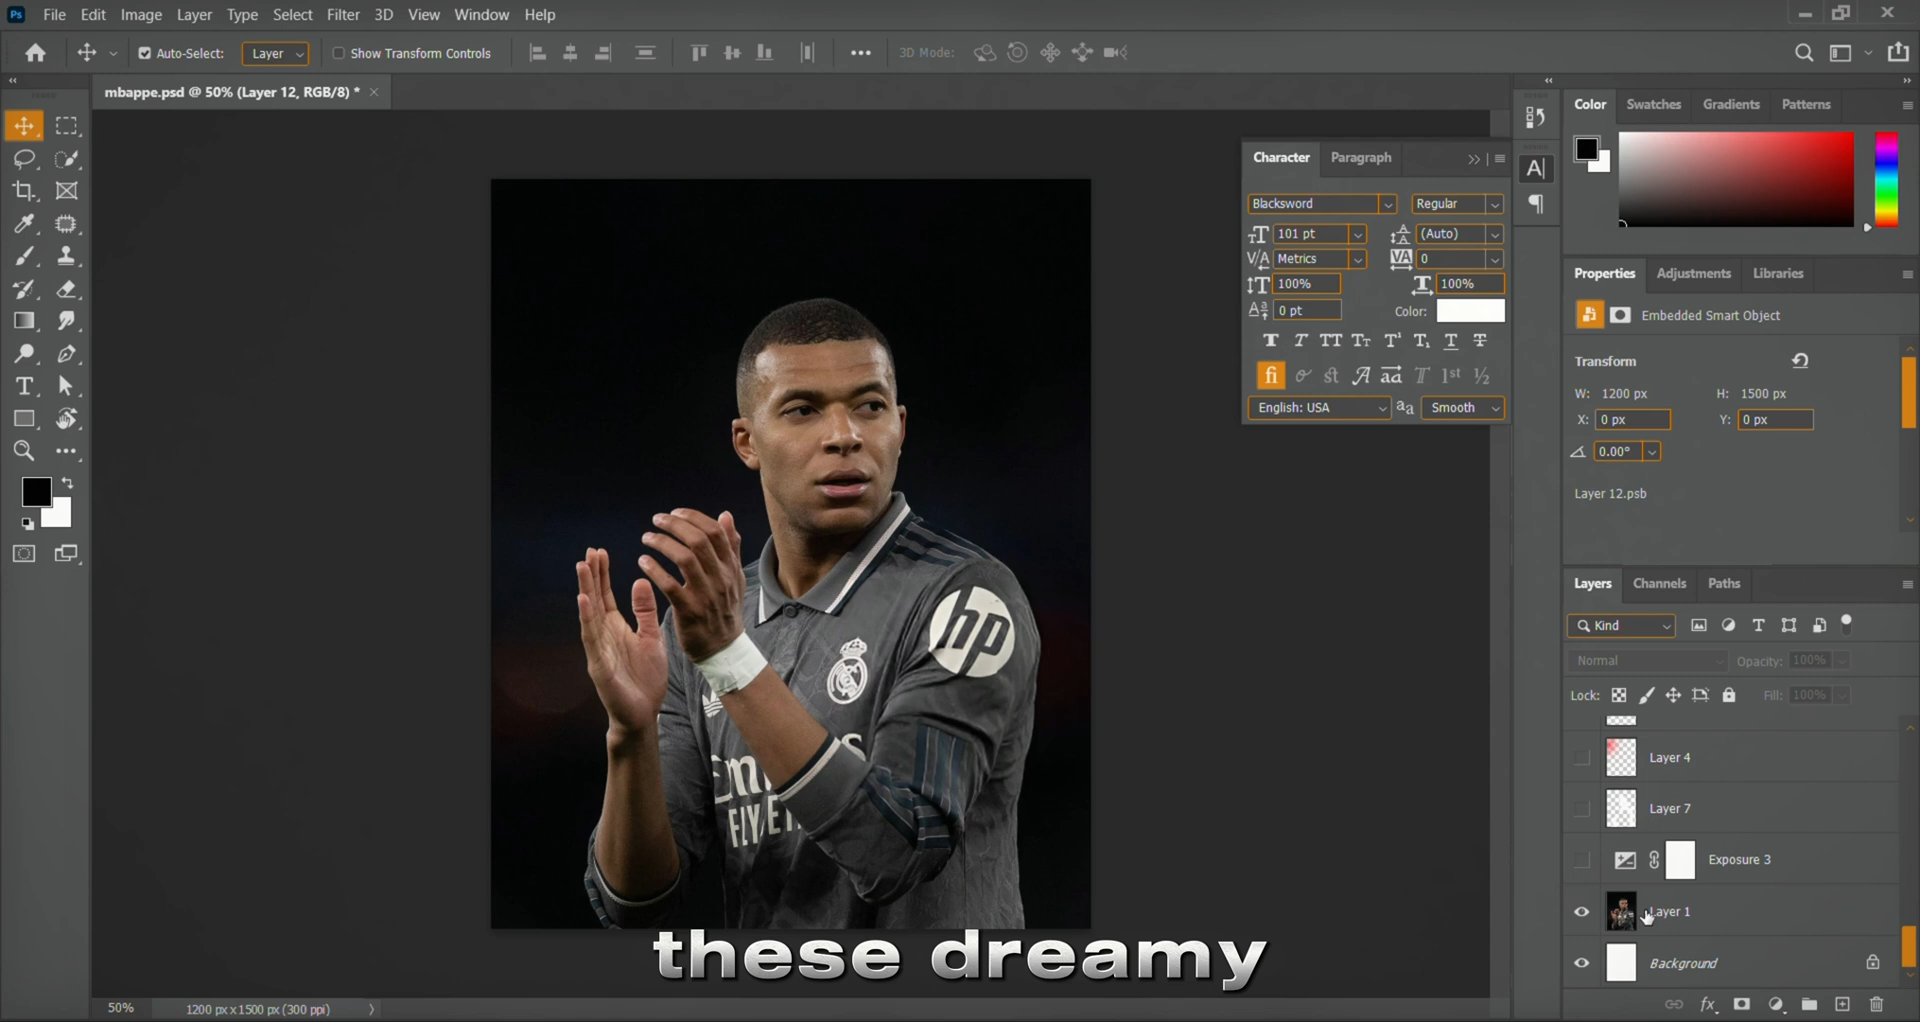 Ps File Edit Image Layer Type Select Filter 3D View Window Help
Auto-Select: Layer Show Transform Controls 3D Mode:
mbappe.psd @ 50% (Layer 12, RGB/8) *
Color Swatches Gradients Patterns
Character Paragraph
Blacksword Regular
101 pt (Auto)
Metrics 0
100% 100%
0 pt Color:
English: USA Smooth
Properties Adjustments Libraries
Embedded Smart Object
Transform
W: 1200 px H: 1500 px
X: 0 px Y: 0 px
0.00°
Layer 12.psb
Layers Channels Paths
Kind
Normal Opacity: 100%
Lock: Fill: 100%
Layer 4
Layer 7
Exposure 3
Layer 1
Background
hp
these dreamy
50% 1200 px x 1500 px (300 ppi)